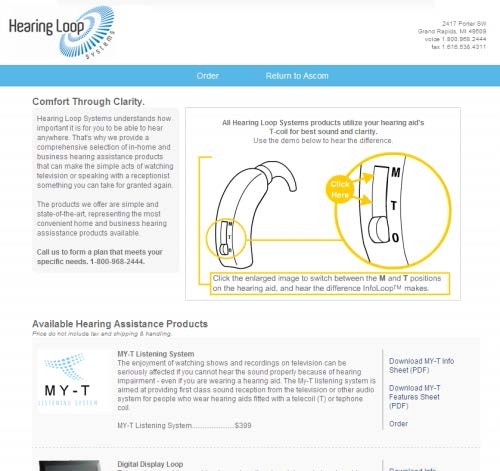 Hearing Loop
systems
2417 Porter SW
Grand Rapids, MI 49509
voice 1.800.968.2444
fax 1.616.538.4311
Order
Return to Ascom
Comfort Through Clarity.
Hearing Loop Systems understands how
important it is for you to be able to hear
anywhere. That's why we provide a
comprehensive selection of in-home and
business hearing assistance products
that can make the simple acts of watching
television or speaking with a receptionist
something you can take for granted again.
The products we offer are simple and
state-of-the-art, representing the most
convenient home and business hearing
assistance products available.
Call us to form a plan that meets your
specific needs. 1-800-968-2444.
All Hearing Loop Systems products utilize your hearing aid's
T-coil for best sound and clarity.
Use the demo below to hear the difference.
M
T
O
Click
Here
M
T
O
Click the enlarged image to switch between the M and T positions
on the hearing aid, and hear the difference InfoLoop™ makes.
Available Hearing Assistance Products
Price do not include tax and shipping & handling.
MY-T
LISTENING SYSTEM
MY-T Listening System
The enjoyment of watching shows and recordings on television can be
seriously affected if you cannot hear the sound properly because of hearing
impairment - even if you are wearing a hearing aid. The My-T listening system is
aimed at providing first class sound reception from the television or other audio
system for people who wear hearing aids fitted with a telecoil (T) or tephone
coil.
MY-T Listening System......................$399
Download MY-T Info
Sheet (PDF)
Download MY-T
Features Sheet
(PDF)
Order
Digital Display Loop